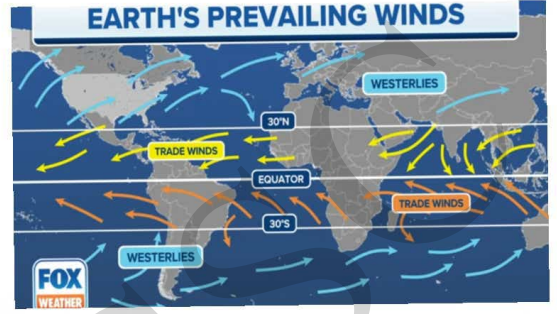 EARTH'S PREVAILING WINDS
WESTERLIES
30°N
TRADE WINDS
EQUATOR
TRADE WINDS
30°S
WESTERLIES
FOX
WEATHER